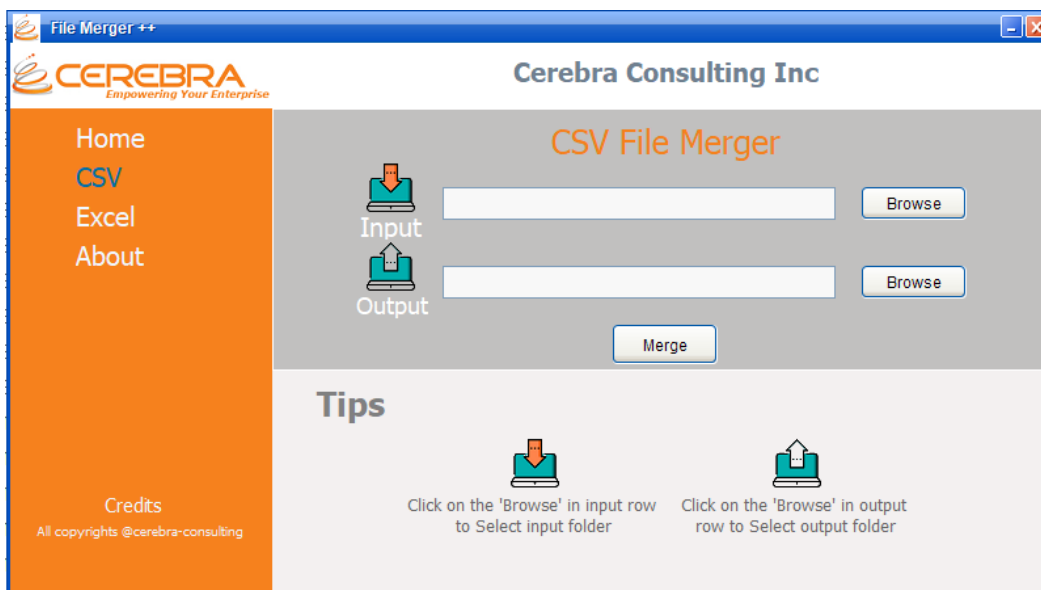 File Merger ++
CEREBRA
Empowering Your Enterprise
Cerebra Consulting Inc
Home
CSV
Excel
About
CSV File Merger
Input
Browse
Output
Browse
Merge
Tips
Click on the 'Browse' in input row
to Select input folder
Click on the 'Browse' in output
row to Select output folder
Credits
All copyrights @cerebra-consulting